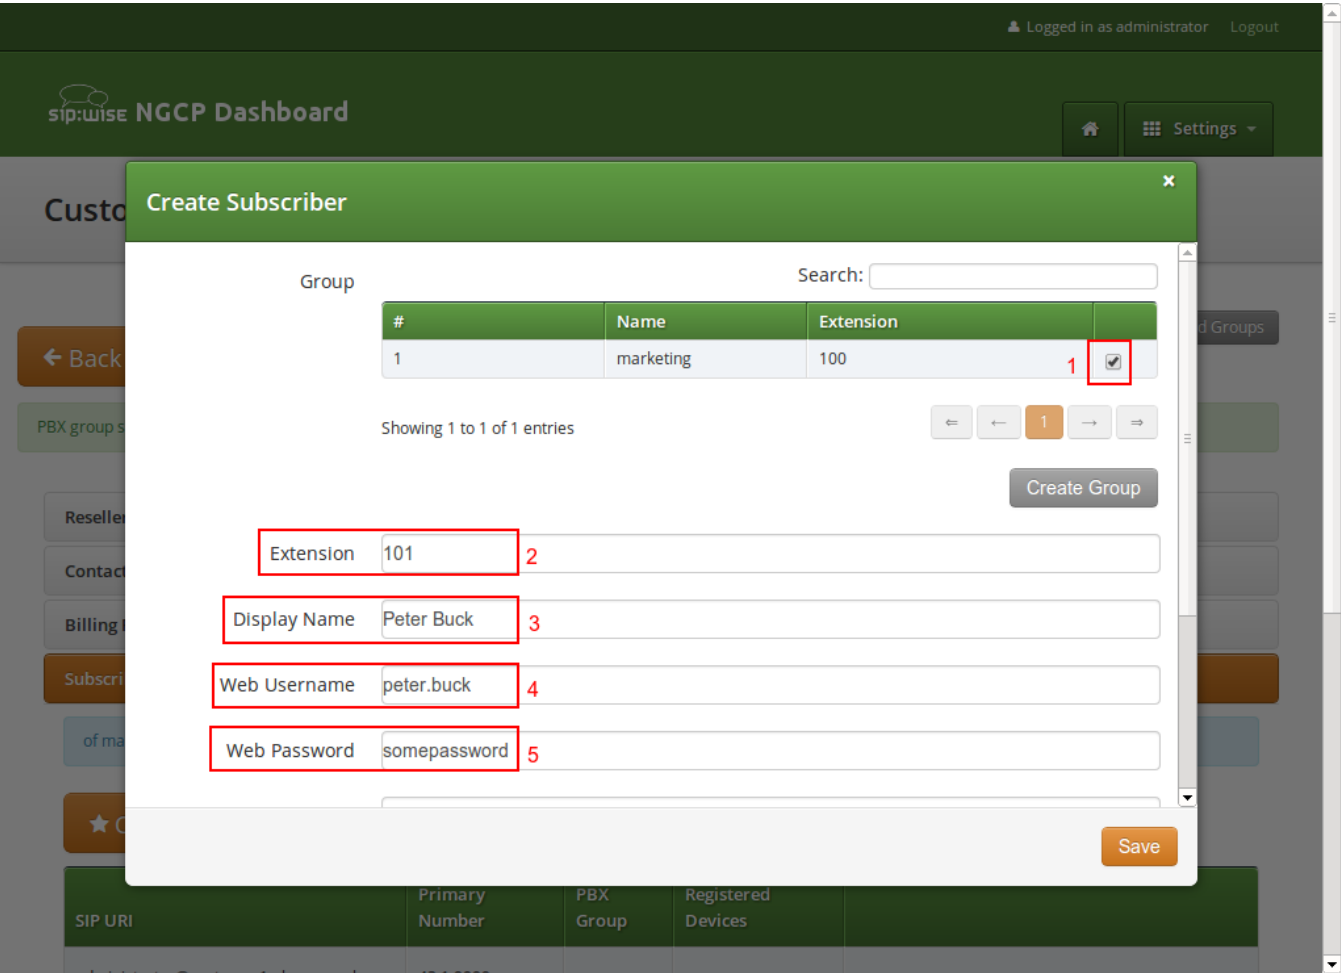 Logged in as administrator Logout
sip:wise NGCP Dashboard
Settings
Custo
Create Subscriber
Group
Search:
# Name Extension
1 marketing 100
1
d Groups
Back
PBX group s
Showing 1 to 1 of 1 entries
1
Create Group
Reseller
Extension 101 2
Contact
Display Name Peter Buck 3
Billing
Web Username peter.buck 4
Subscri
Web Password somepassword 5
of ma
Save
SIP URI
Primary Number
PBX Group
Registered Devices